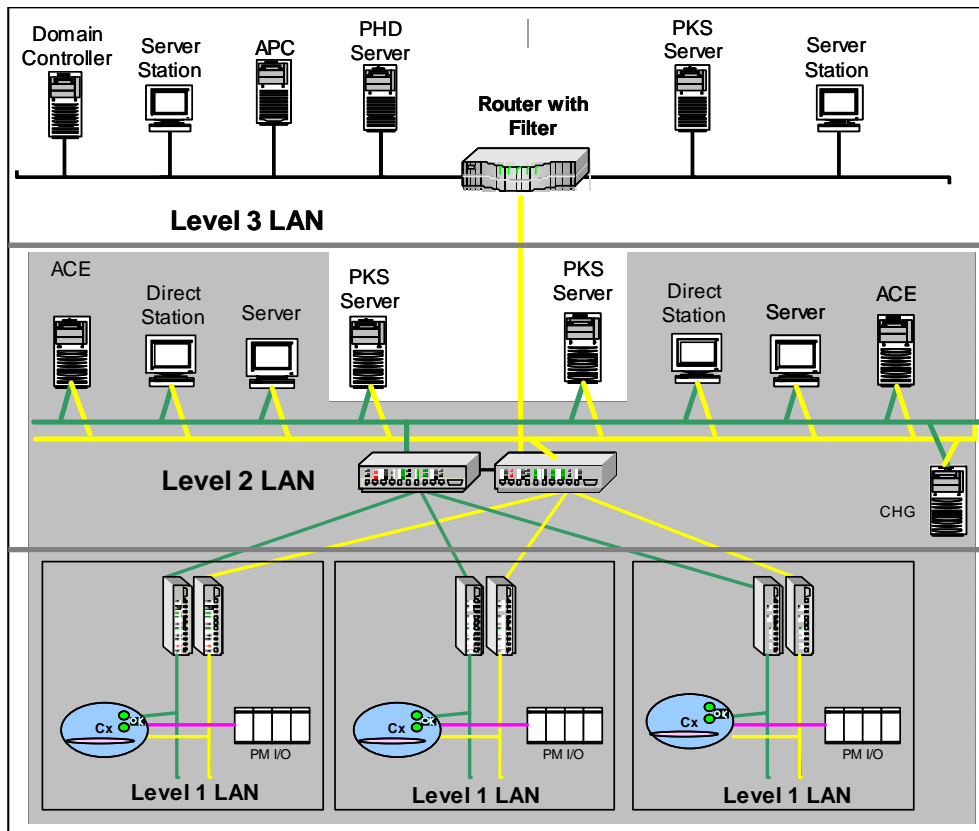 Domain
Controller
Server
Station
APC
PHD
Server
Router with
Filter
PKS
Server
Server
Station
Level 3 LAN
ACE
Direct
Station
Server
PKS
Server
PKS
Server
Direct
Station
Server
ACE
Level 2 LAN
CHG
Cx
OK
PM I/O
Level 1 LAN
Cx
OK
PM I/O
Level 1 LAN
Cx
OK
PM I/O
Level 1 LAN